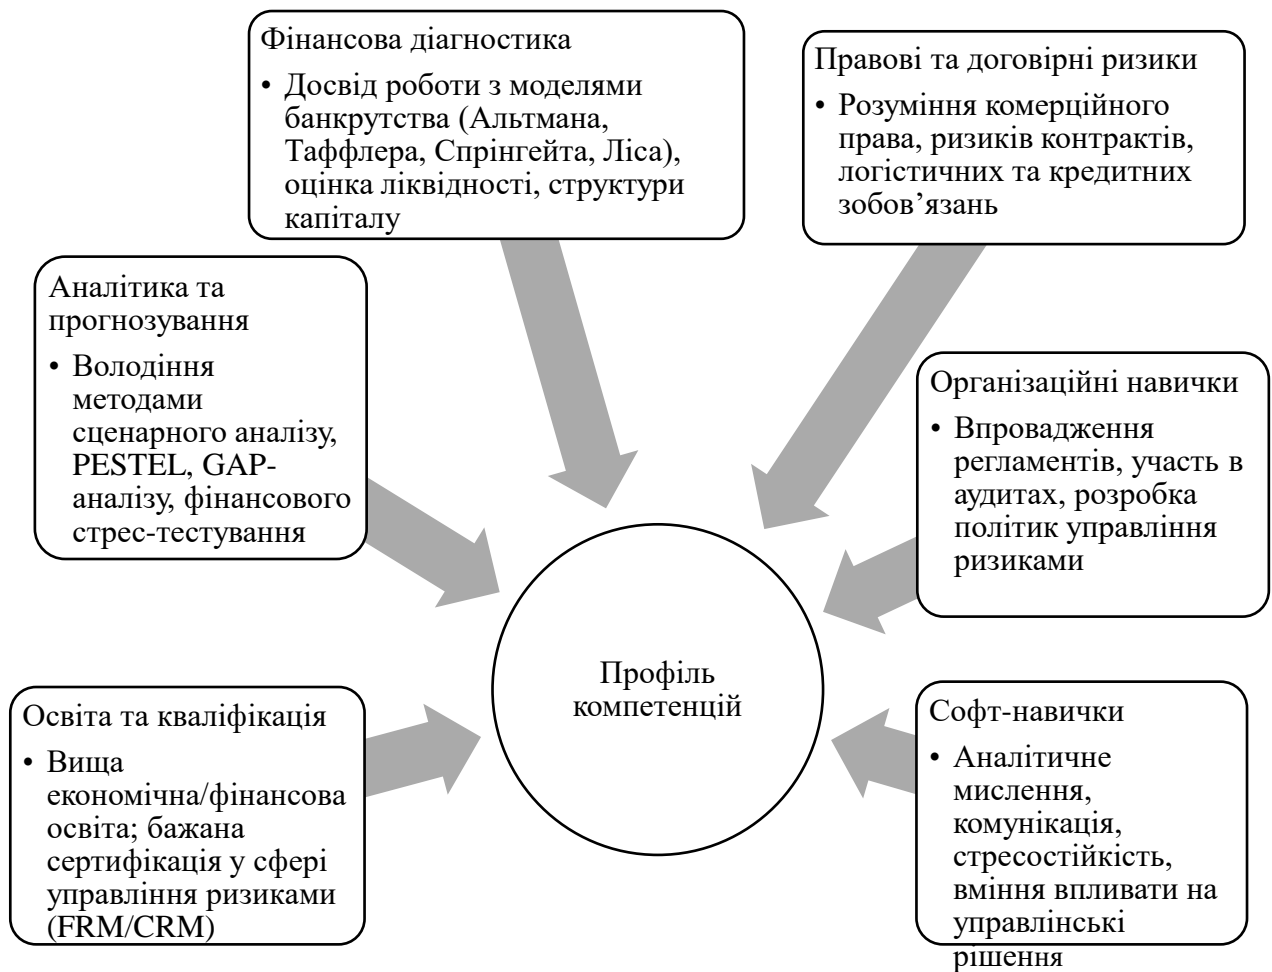 Фінансова діагностика
• Досвід роботи з моделями
банкрутства (Альтмана,
Таффлера, Спрінгейта, Ліса),
оцінка ліквідності, структури
капіталу
Правові та договірні ризики
• Розуміння комерційного
права, ризиків контрактів,
логістичних та кредитних
зобов’язань
Аналітика та
прогнозування
• Володіння
методами
сценарного аналізу,
PESTEL, GAP-
аналізу, фінансового
стрес-тестування
Організаційні навички
• Впровадження
регламентів, участь в
аудитах, розробка
політик управління
ризиками
Профіль
компетенцій
Освіта та кваліфікація
• Вища
економічна/фінансова
освіта; бажана
сертифікація у сфері
управління ризиками
(FRM/CRM)
Софт-навички
• Аналітичне
мислення,
комунікація,
стресостійкість,
вміння впливати на
управлінські
рішення